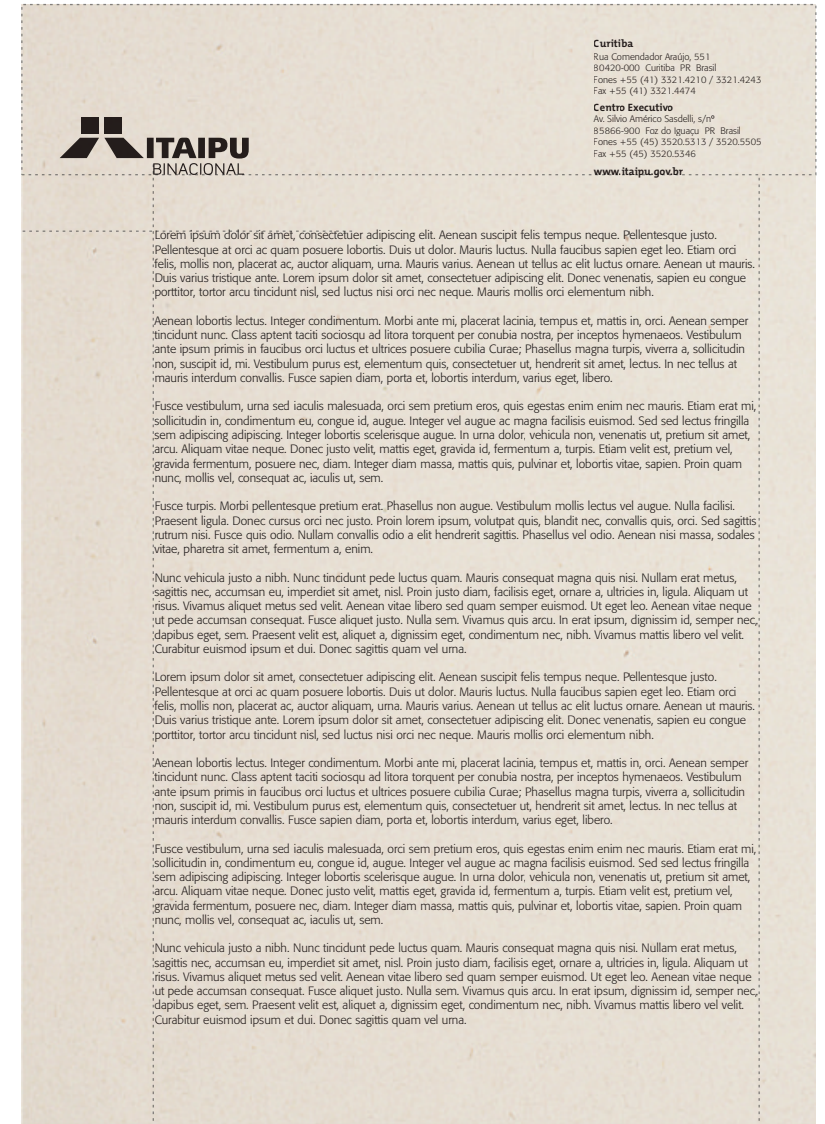 Curitiba
Rua Comendador Araújo, 551
80420-000 Curitiba PR Brasil
Fones +55 (41) 3321.4210 / 3321.4243
Fax +55 (41) 3321.4474
Centro Executivo
Av. Silvio Américo Sasdelli, s/nº
85866-900 Foz do Iguaçu PR Brasil
Fones +55 (45) 3520.5313 / 3520.5505
Fax +55 (45) 3520.5346
www.itaipu.gov.br
ITAIPU
BINACIONAL
Lorem ipsum dolor sit amet, consectetuer adipiscing elit. Aenean suscipit felis tempus neque. Pellentesque justo.
Pellentesque at orci ac quam posuere lobortis. Duis ut dolor. Mauris luctus. Nulla faucibus sapien eget leo. Etiam orci
felis, mollis non, placerat ac, auctor aliquam, urna. Mauris varius. Aenean ut tellus ac elit luctus ornare. Aenean ut mauris.
Duis varius tristique ante. Lorem ipsum dolor sit amet, consectetuer adipiscing elit. Donec venenatis, sapien eu congue
porttitor, tortor arcu tincidunt nisl, sed luctus nisi orci nec neque. Mauris mollis orci elementum nibh.
Aenean lobortis lectus. Integer condimentum. Morbi ante mi, placerat lacinia, tempus et, mattis in, orci. Aenean semper
tincidunt nunc. Class aptent taciti sociosqu ad litora torquent per conubia nostra, per inceptos hymenaeos. Vestibulum
ante ipsum primis in faucibus orci luctus et ultrices posuere cubilia Curae; Phasellus magna turpis, viverra a, sollicitudin
non, suscipit id, mi. Vestibulum purus est, elementum quis, consectetuer ut, hendrerit sit amet, lectus. In nec tellus at
mauris interdum convallis. Fusce sapien diam, porta et, lobortis interdum, varius eget, libero.
Fusce vestibulum, urna sed iaculis malesuada, orci sem pretium eros, quis egestas enim enim nec mauris. Etiam erat mi,
sollicitudin in, condimentum eu, congue id, augue. Integer vel augue ac magna facilisis euismod. Sed sed lectus fringilla
sem adipiscing adipiscing. Integer lobortis scelerisque augue. In urna dolor, vehicula non, venenatis ut, pretium sit amet,
arcu. Aliquam vitae neque. Donec justo velit, mattis eget, gravida id, fermentum a, turpis. Etiam velit est, pretium vel,
gravida fermentum, posuere nec, diam. Integer diam massa, mattis quis, pulvinar et, lobortis vitae, sapien. Proin quam
nunc, mollis vel, consequat ac, iaculis ut, sem.
Fusce turpis. Morbi pellentesque pretium erat. Phasellus non augue. Vestibulum mollis lectus vel augue. Nulla facilisi.
Praesent ligula. Donec cursus orci nec justo. Proin lorem ipsum, volutpat quis, blandit nec, convallis quis, orci. Sed sagittis
rutrum nisi. Fusce quis odio. Nullam convallis odio a elit hendrerit sagittis. Phasellus vel odio. Aenean nisi massa, sodales
vitae, pharetra sit amet, fermentum a, enim.
Nunc vehicula justo a nibh. Nunc tincidunt pede luctus quam. Mauris consequat magna quis nisi. Nullam erat metus,
sagittis nec, accumsan eu, imperdiet sit amet, nisl. Proin justo diam, facilisis eget, ornare a, ultricies in, ligula. Aliquam ut
risus. Vivamus aliquet metus sed velit. Aenean vitae libero sed quam semper euismod. Ut eget leo. Aenean vitae neque
ut pede accumsan consequat. Fusce aliquet justo. Nulla sem. Vivamus quis arcu. In erat ipsum, dignissim id, semper nec,
dapibus eget, sem. Praesent velit est, aliquet a, dignissim eget, condimentum nec, nibh. Vivamus mattis libero vel velit.
Curabitur euismod ipsum et dui. Donec sagittis quam vel urna.
Lorem ipsum dolor sit amet, consectetuer adipiscing elit. Aenean suscipit felis tempus neque. Pellentesque justo.
Pellentesque at orci ac quam posuere lobortis. Duis ut dolor. Mauris luctus. Nulla faucibus sapien eget leo. Etiam orci
felis, mollis non, placerat ac, auctor aliquam, urna. Mauris varius. Aenean ut tellus ac elit luctus ornare. Aenean ut mauris.
Duis varius tristique ante. Lorem ipsum dolor sit amet, consectetuer adipiscing elit. Donec venenatis, sapien eu congue
porttitor, tortor arcu tincidunt nisl, sed luctus nisi orci nec neque. Mauris mollis orci elementum nibh.
Aenean lobortis lectus. Integer condimentum. Morbi ante mi, placerat lacinia, tempus et, mattis in, orci. Aenean semper
tincidunt nunc. Class aptent taciti sociosqu ad litora torquent per conubia nostra, per inceptos hymenaeos. Vestibulum
ante ipsum primis in faucibus orci luctus et ultrices posuere cubilia Curae; Phasellus magna turpis, viverra a, sollicitudin
non, suscipit id, mi. Vestibulum purus est, elementum quis, consectetuer ut, hendrerit sit amet, lectus. In nec tellus at
mauris interdum convallis. Fusce sapien diam, porta et, lobortis interdum, varius eget, libero.
Fusce vestibulum, urna sed iaculis malesuada, orci sem pretium eros, quis egestas enim enim nec mauris. Etiam erat mi,
sollicitudin in, condimentum eu, congue id, augue. Integer vel augue ac magna facilisis euismod. Sed sed lectus fringilla
sem adipiscing adipiscing. Integer lobortis scelerisque augue. In urna dolor, vehicula non, venenatis ut, pretium sit amet,
arcu. Aliquam vitae neque. Donec justo velit, mattis eget, gravida id, fermentum a, turpis. Etiam velit est, pretium vel,
gravida fermentum, posuere nec, diam. Integer diam massa, mattis quis, pulvinar et, lobortis vitae, sapien. Proin quam
nunc, mollis vel, consequat ac, iaculis ut, sem.
Nunc vehicula justo a nibh. Nunc tincidunt pede luctus quam. Mauris consequat magna quis nisi. Nullam erat metus,
sagittis nec, accumsan eu, imperdiet sit amet, nisl. Proin justo diam, facilisis eget, ornare a, ultricies in, ligula. Aliquam ut
risus. Vivamus aliquet metus sed velit. Aenean vitae libero sed quam semper euismod. Ut eget leo. Aenean vitae neque
ut pede accumsan consequat. Fusce aliquet justo. Nulla sem. Vivamus quis arcu. In erat ipsum, dignissim id, semper nec,
dapibus eget, sem. Praesent velit est, aliquet a, dignissim eget, condimentum nec, nibh. Vivamus mattis libero vel velit.
Curabitur euismod ipsum et dui. Donec sagittis quam vel urna.